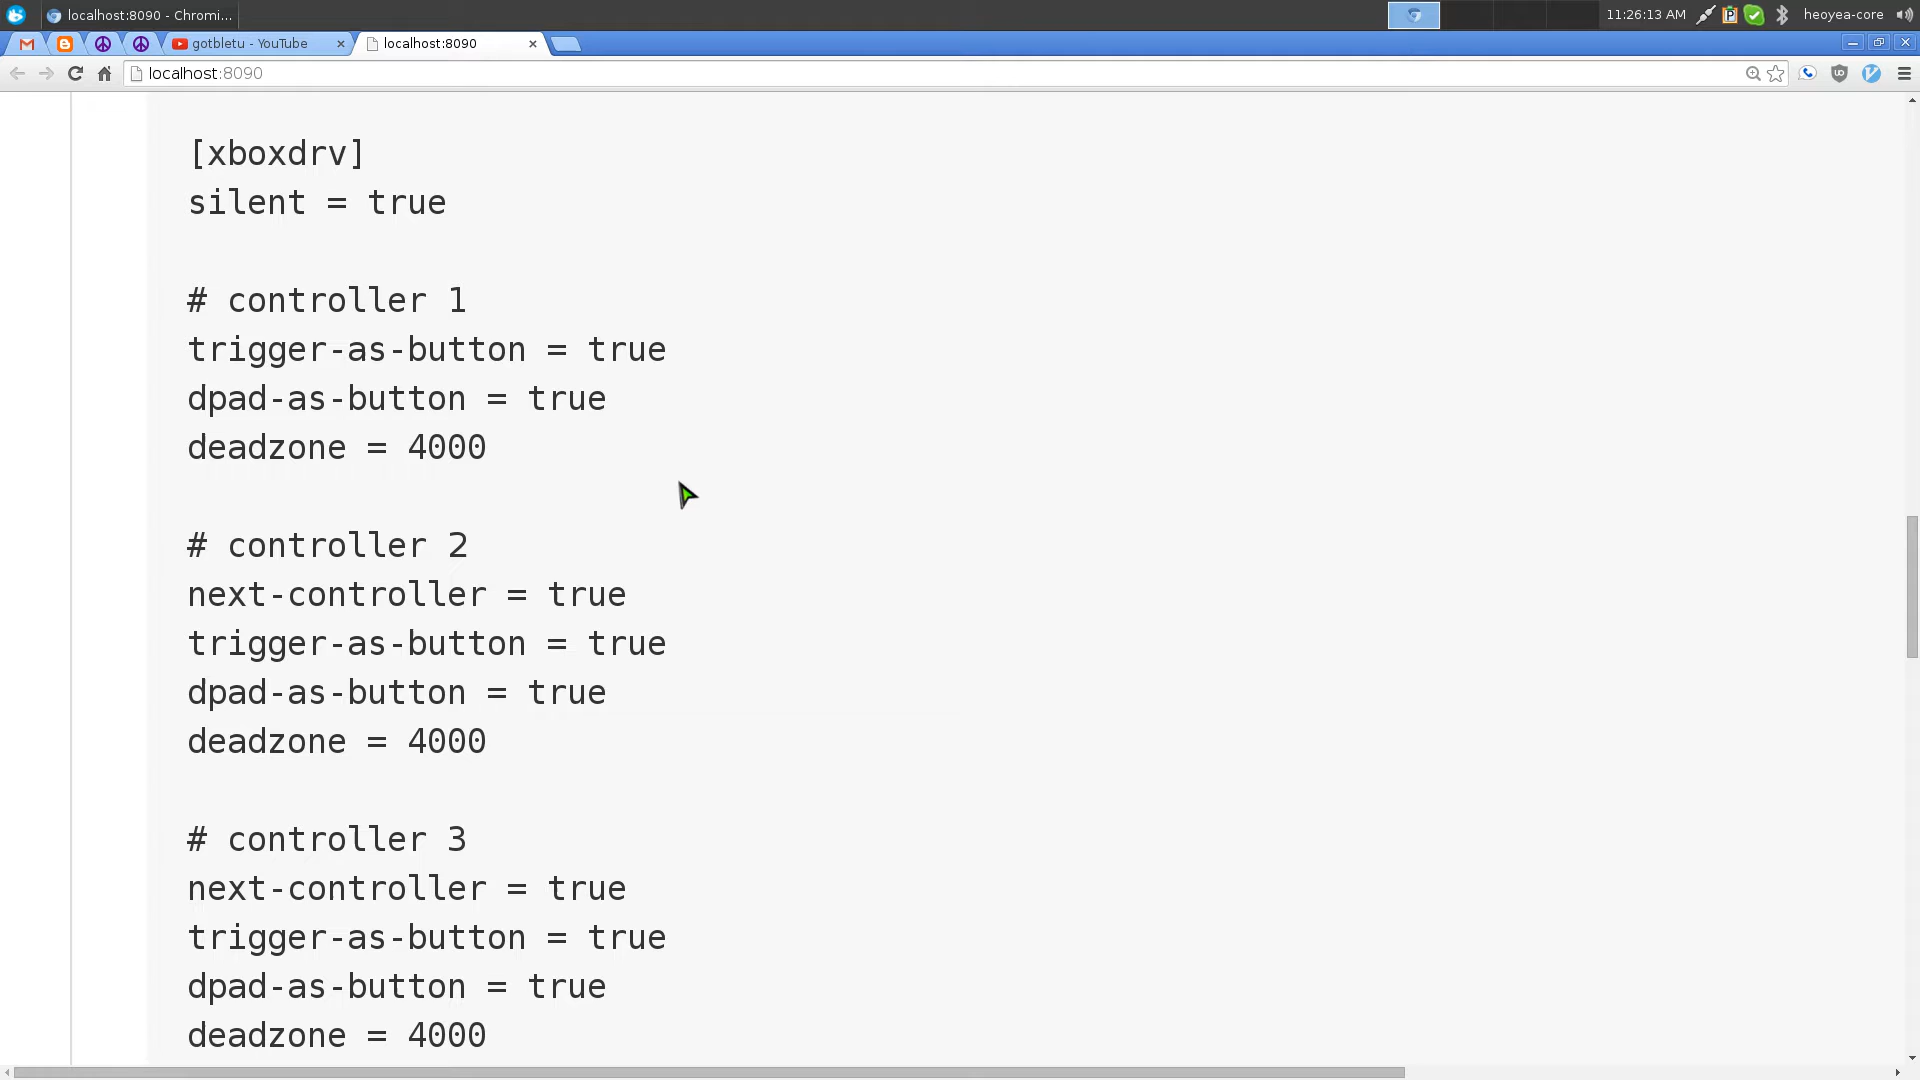 localhost:8090 - Chromi...
11:26:13 AM
heoyea-core
gotbletu - YouTube
localhost:8090
localhost:8090
[xboxdrv]
silent = true
# controller 1
trigger-as-button = true
dpad-as-button = true
deadzone = 4000
# controller 2
next-controller = true
trigger-as-button = true
dpad-as-button = true
deadzone = 4000
# controller 3
next-controller = true
trigger-as-button = true
dpad-as-button = true
deadzone = 4000